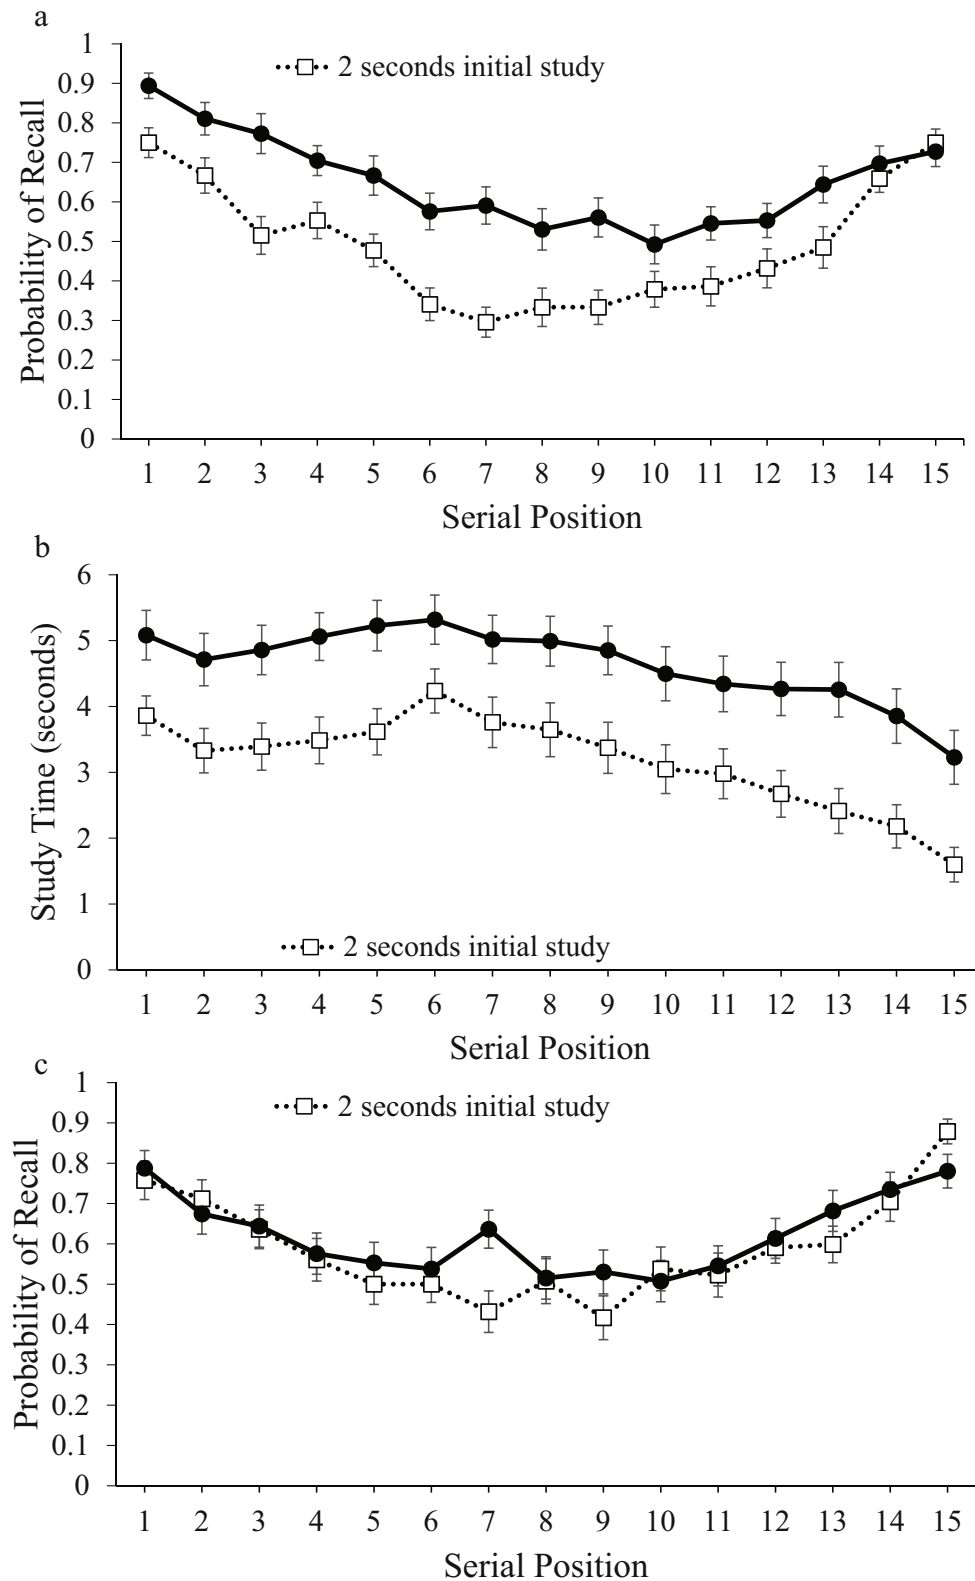 a
1
0.9
0.8
0.7
0.6
0.5
0.4
0.3
0.2
0.1
0
Probability of Recall
2 seconds initial study
1 2 3 4 5 6 7 8 9 10 11 12 13 14 15
Serial Position
b
6
5
4
3
2
1
0
Study Time (seconds)
2 seconds initial study
1 2 3 4 5 6 7 8 9 10 11 12 13 14 15
Serial Position
c
1
0.9
0.8
0.7
0.6
0.5
0.4
0.3
0.2
0.1
0
Probability of Recall
2 seconds initial study
1 2 3 4 5 6 7 8 9 10 11 12 13 14 15
Serial Position